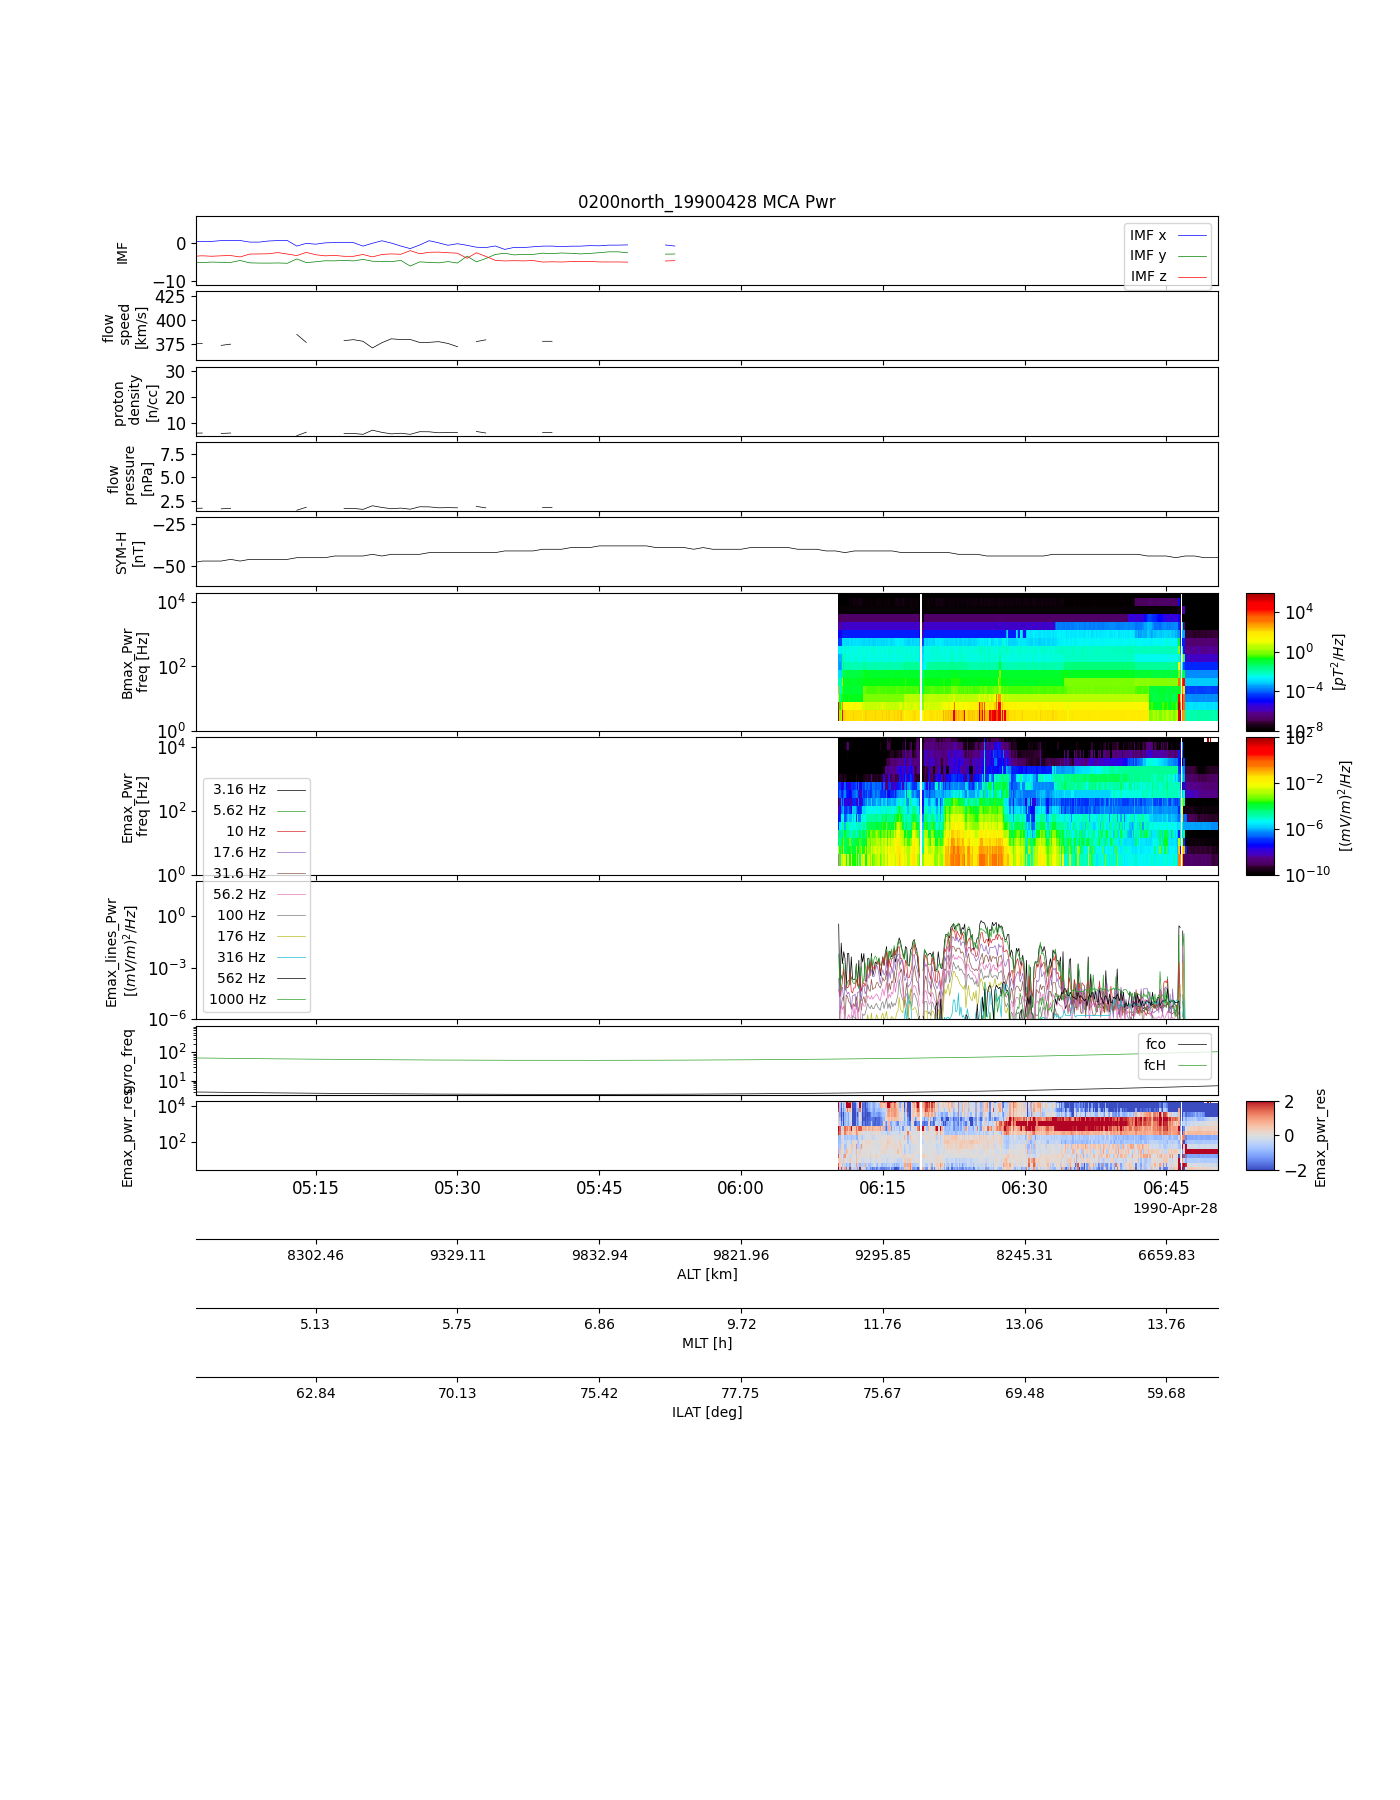 0200north_19900428 MCA Pwr
IMF
0
−10
IMF x
IMF y
IMF z
flow
speed
[km/s]
425
400
375
proton
density
[n/cc]
30
20
10
flow
pressure
[nPa]
7.5
5.0
2.5
SYM-H
[nT]
−25
−50
Bmax_Pwr
freq [Hz]
10^4
10^2
10^0
10^4
10^0
10^−4
10^−8
[pT^2/Hz]
Emax_Pwr
freq [Hz]
10^4
10^2
10^0
10^2
10^−2
10^−6
10^−10
[(mV/m)^2/Hz]
3.16 Hz
5.62 Hz
10 Hz
17.6 Hz
31.6 Hz
56.2 Hz
100 Hz
176 Hz
316 Hz
562 Hz
1000 Hz
Emax_lines_Pwr
[(mV/m)^2/Hz]
10^0
10^−3
10^−6
gyro_freq
10^2
10^1
fco
fcH
Emax_pwr_res
10^4
10^2
2
0
−2
Emax_pwr_res
05:15 05:30 05:45 06:00 06:15 06:30 06:45
1990-Apr-28
8302.46 9329.11 9832.94 9821.96 9295.85 8245.31 6659.83
ALT [km]
5.13 5.75 6.86 9.72 11.76 13.06 13.76
MLT [h]
62.84 70.13 75.42 77.75 75.67 69.48 59.68
ILAT [deg]